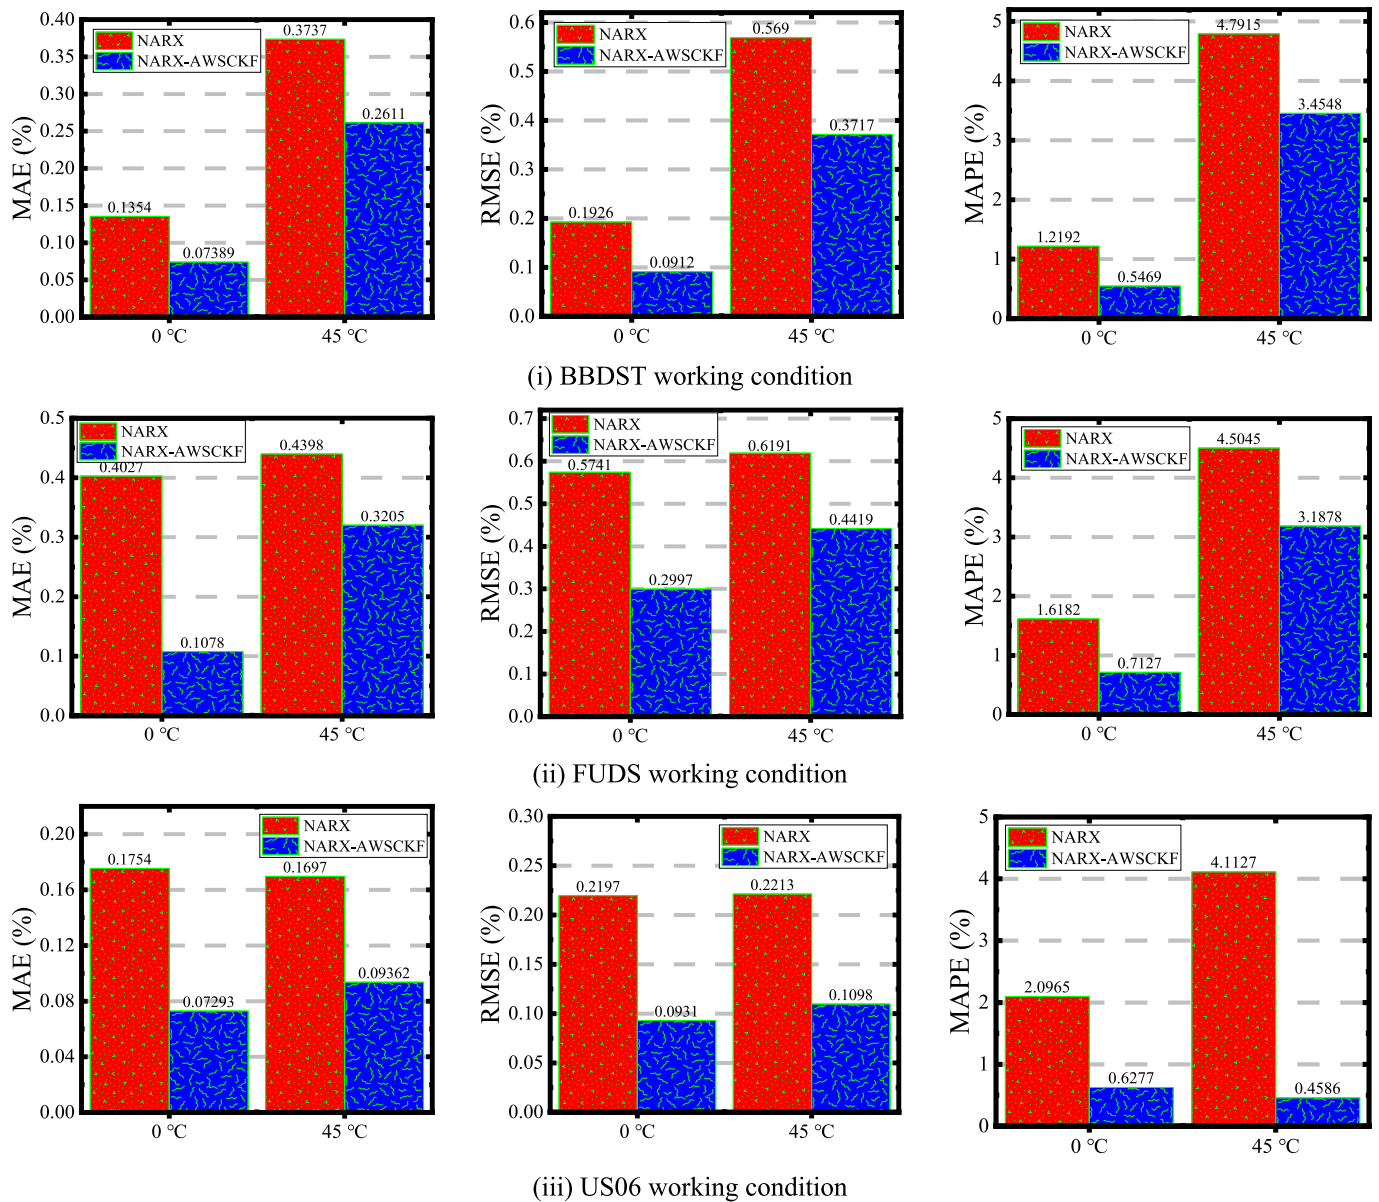 0.40
0.35
0.30
0.25
0.20
0.15
0.10
0.05
0.00
MAE (%)
NARX
NARX-AWSCKF
0.1354
0.07389
0.3737
0.2611
0 °C
45 °C
0.6
0.5
0.4
0.3
0.2
0.1
0.0
RMSE (%)
NARX
NARX-AWSCKF
0.1926
0.0912
0.569
0.3717
0 °C
45 °C
5
4
3
2
1
0
MAPE (%)
NARX
NARX-AWSCKF
1.2192
0.5469
4.7915
3.4548
0 °C
45 °C
(i) BBDST working condition
0.5
0.4
0.3
0.2
0.1
0.0
MAE (%)
NARX
NARX-AWSCKF
0.4027
0.1078
0.4398
0.3205
0 °C
45 °C
0.7
0.6
0.5
0.4
0.3
0.2
0.1
0.0
RMSE (%)
NARX
NARX-AWSCKF
0.5741
0.2997
0.6191
0.4419
0 °C
45 °C
5
4
3
2
1
0
MAPE (%)
NARX
NARX-AWSCKF
1.6182
0.7127
4.5045
3.1878
0 °C
45 °C
(ii) FUDS working condition
0.20
0.16
0.12
0.08
0.04
0.00
MAE (%)
NARX
NARX-AWSCKF
0.1754
0.07293
0.1697
0.09362
0 °C
45 °C
0.30
0.25
0.20
0.15
0.10
0.05
0.00
RMSE (%)
NARX
NARX-AWSCKF
0.2197
0.0931
0.2213
0.1098
0 °C
45 °C
5
4
3
2
1
0
MAPE (%)
NARX
NARX-AWSCKF
2.0965
0.6277
4.1127
0.4586
0 °C
45 °C
(iii) US06 working condition